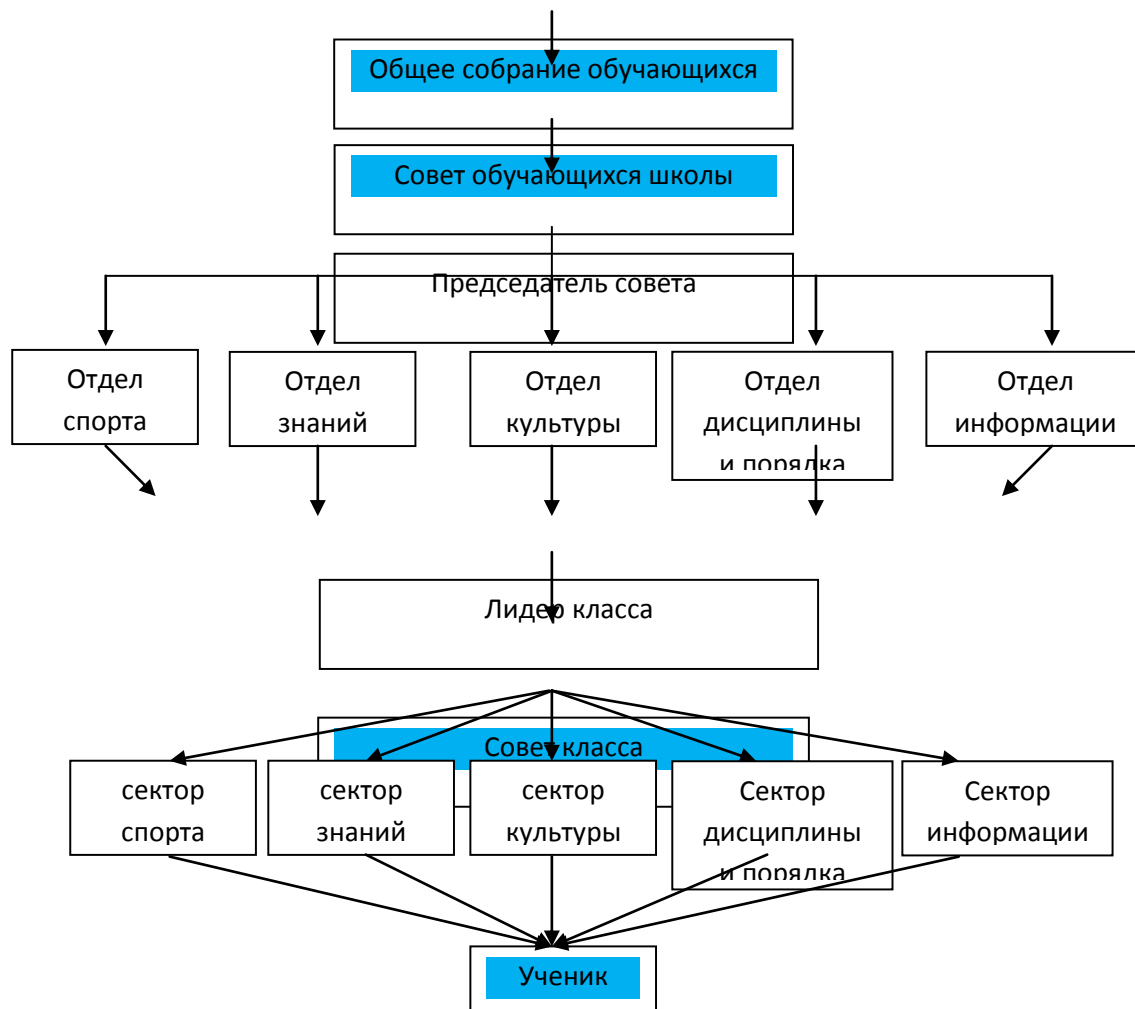 Общее собрание обучающихся
Совет обучающихся школы
Председатель совета
Отдел
спорта
Отдел
знаний
Отдел
культуры
Отдел
дисциплины
и порядка
Отдел
информации
Лидер класса
Совет класса
сектор
спорта
сектор
знаний
сектор
культуры
Сектор
дисциплины
и порядка
Сектор
информации
Ученик